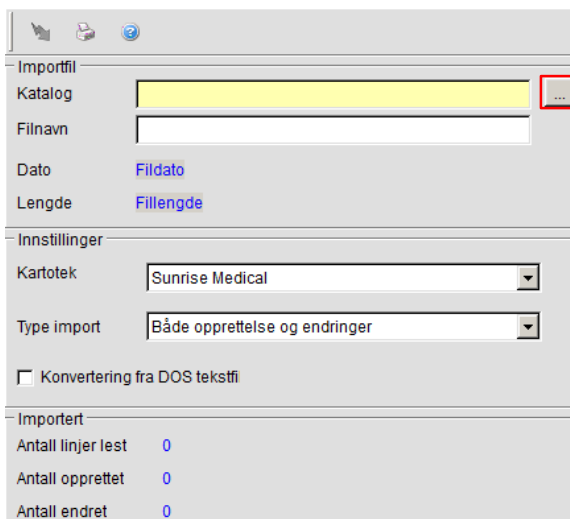 Importfil
Katalog
...
Filnavn
Dato Fildato
Lengde Fillengde
Innstillinger
Kartotek Sunrise Medical
Type import Både opprettelse og endringer
Konvertering fra DOS tekstfi
Importert
Antall linjer lest 0
Antall opprettet 0
Antall endret 0